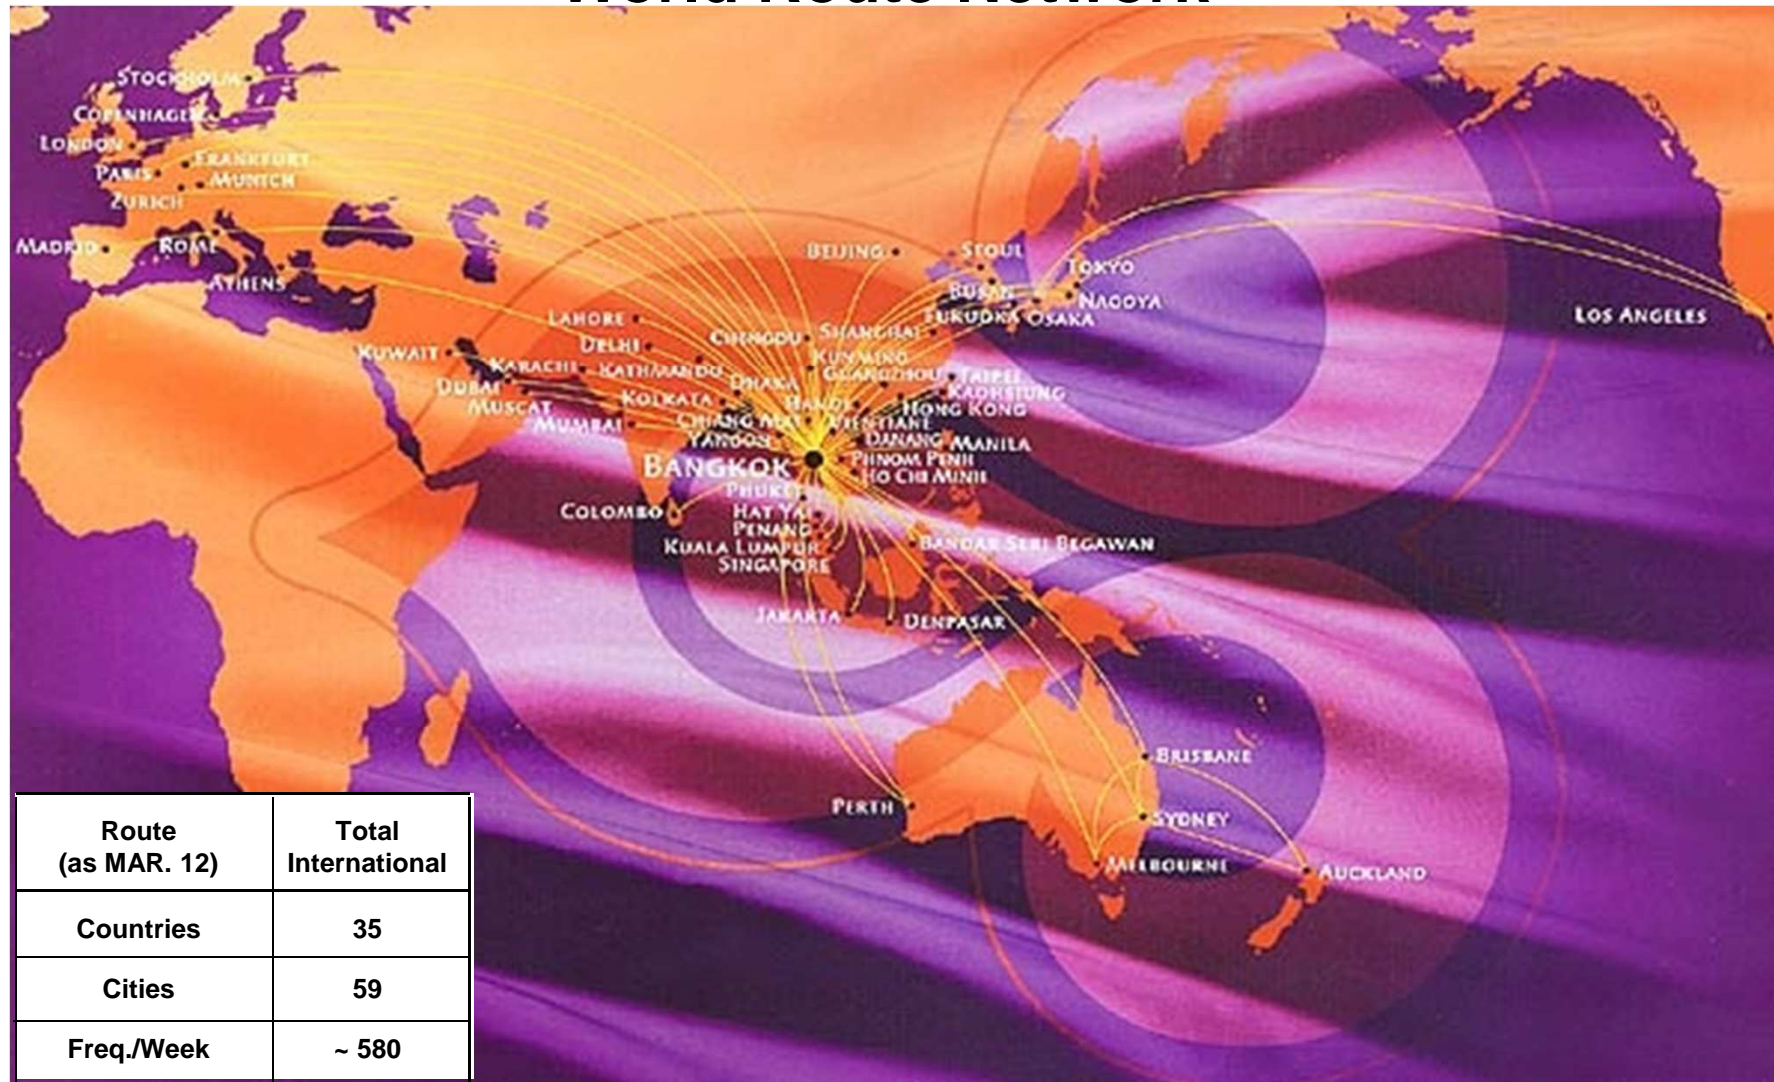 World Route Network
STOCKHOLM
COPENHAGEN
LONDON
FRANKFURT
PARIS
MUNICH
ZURICH
MADRID
ROME
ATHENS
BEIJING
SEOUL
TOKYO
BUSAN
NAGOYA
FUKUOKA
OSAKA
LOS ANGELES
LAHORE
DELHI
CHENGDU
SHANGHAI
KUWAIT
KARACHI
KATHMANDU
KUNMING
GUANGZHOU
TAIPEI
DUBAI
DHAKA
KAOHSIUNG
MUSCAT
KOLKATA
HANOI
HONG KONG
MUMBAI
CHIANG MAI
VIENTIANE
YANGON
DANANG
MANILA
BANGKOK
PHNOM PENH
HO CHI MINH
PHUKET
COLOMBO
HAT YAI
PENANG
KUALA LUMPUR
BANDAR SERI BEGAWAN
SINGAPORE
JAKARTA
DENPASAR
BRISBANE
PERTH
SYDNEY
MELBOURNE
AUCKLAND
Route (as MAR. 12) Total International
Countries 35
Cities 59
Freq./Week ~ 580